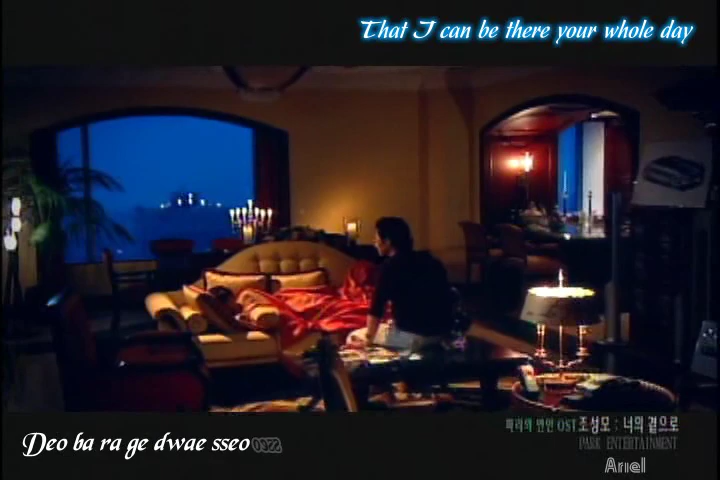 That I can be there your whole day
Deo ba ra ge dwae sseo
파리의 연인 OST 조성모 : 너의 곁으로
PARK ENTERTAINMENT
Ariel